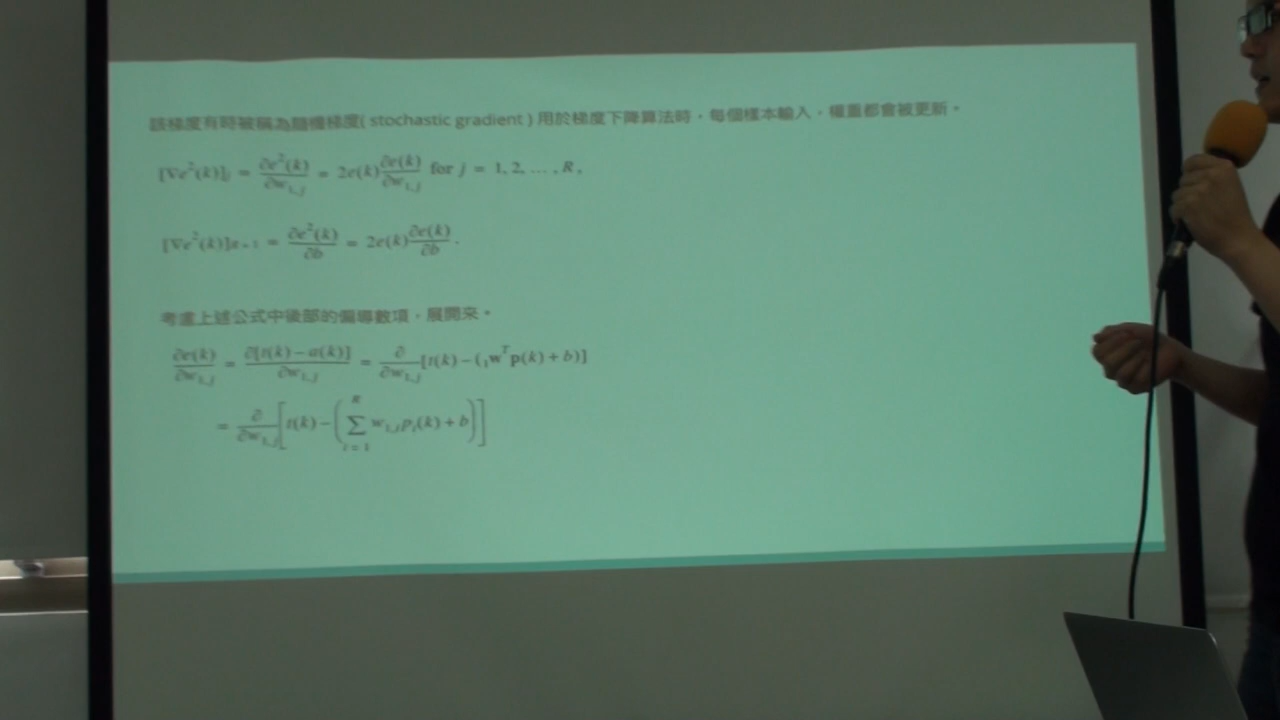 該梯度有時被稱為隨機梯度( stochastic gradient ) 用於梯度下降算法時，每個樣本輸入，權重都會被更新。
[∇e²(k)]_j = ∂e²(k)/∂w_{1,j} = 2e(k) ∂e(k)/∂w_{1,j} for j = 1, 2, … , R,
[∇e²(k)]_{R+1} = ∂e²(k)/∂b = 2e(k) ∂e(k)/∂b.
考慮上述公式中後部的偏導數項，展開來。
∂e(k)/∂w_{1,j} = ∂[t(k) − a(k)]/∂w_{1,j} = ∂/∂w_{1,j} [t(k) − (₁w^T p(k) + b)]
= ∂/∂w_{1,j} [t(k) − (∑_{i=1}^{R} w_{1,i} p_i(k) + b)]